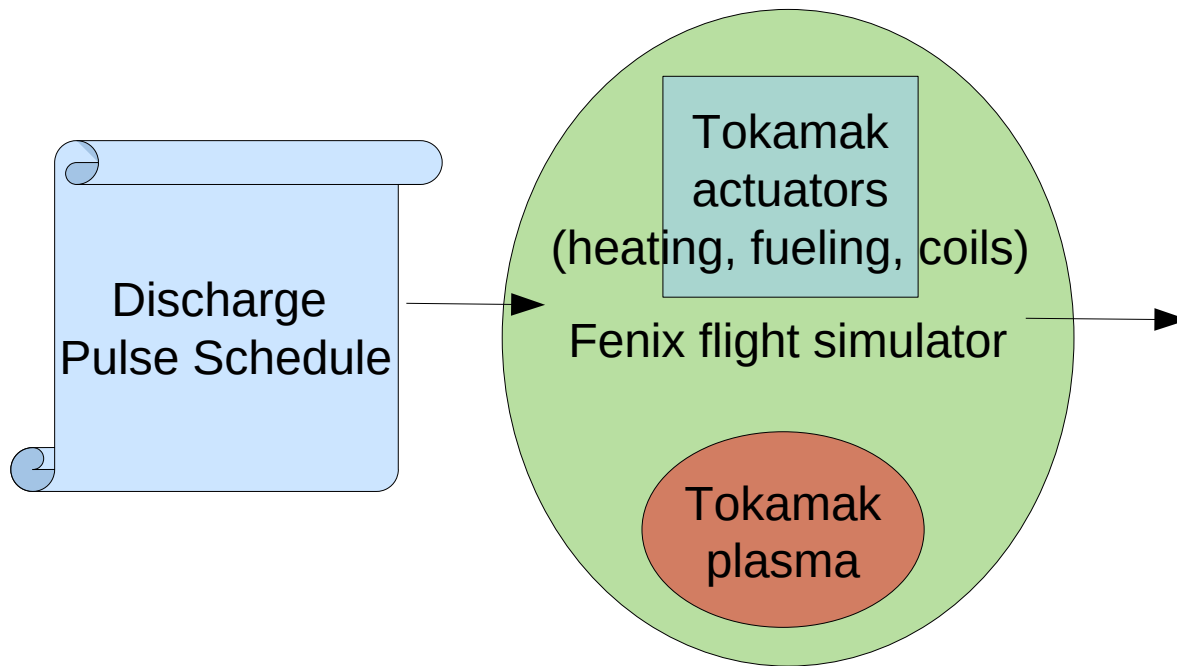 Discharge
Pulse Schedule
Tokamak
actuators
(heating, fueling, coils)
Fenix flight simulator
Tokamak
plasma